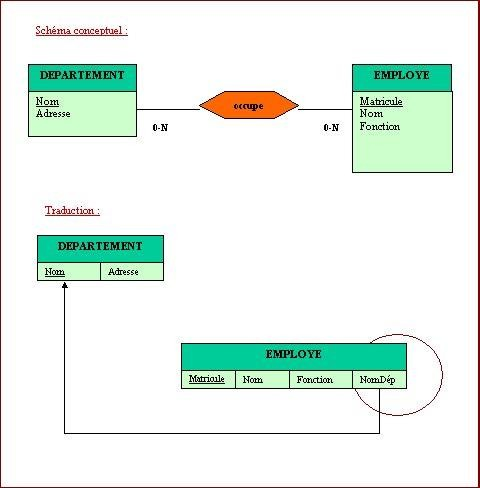 Schéma conceptuel :
DEPARTEMENT
Nom
Adresse
0-N
occupe
0-N
EMPLOYE
Matricule
Nom
Fonction
Traduction :
DEPARTEMENT
Nom Adresse
EMPLOYE
Matricule Nom Fonction NomDép